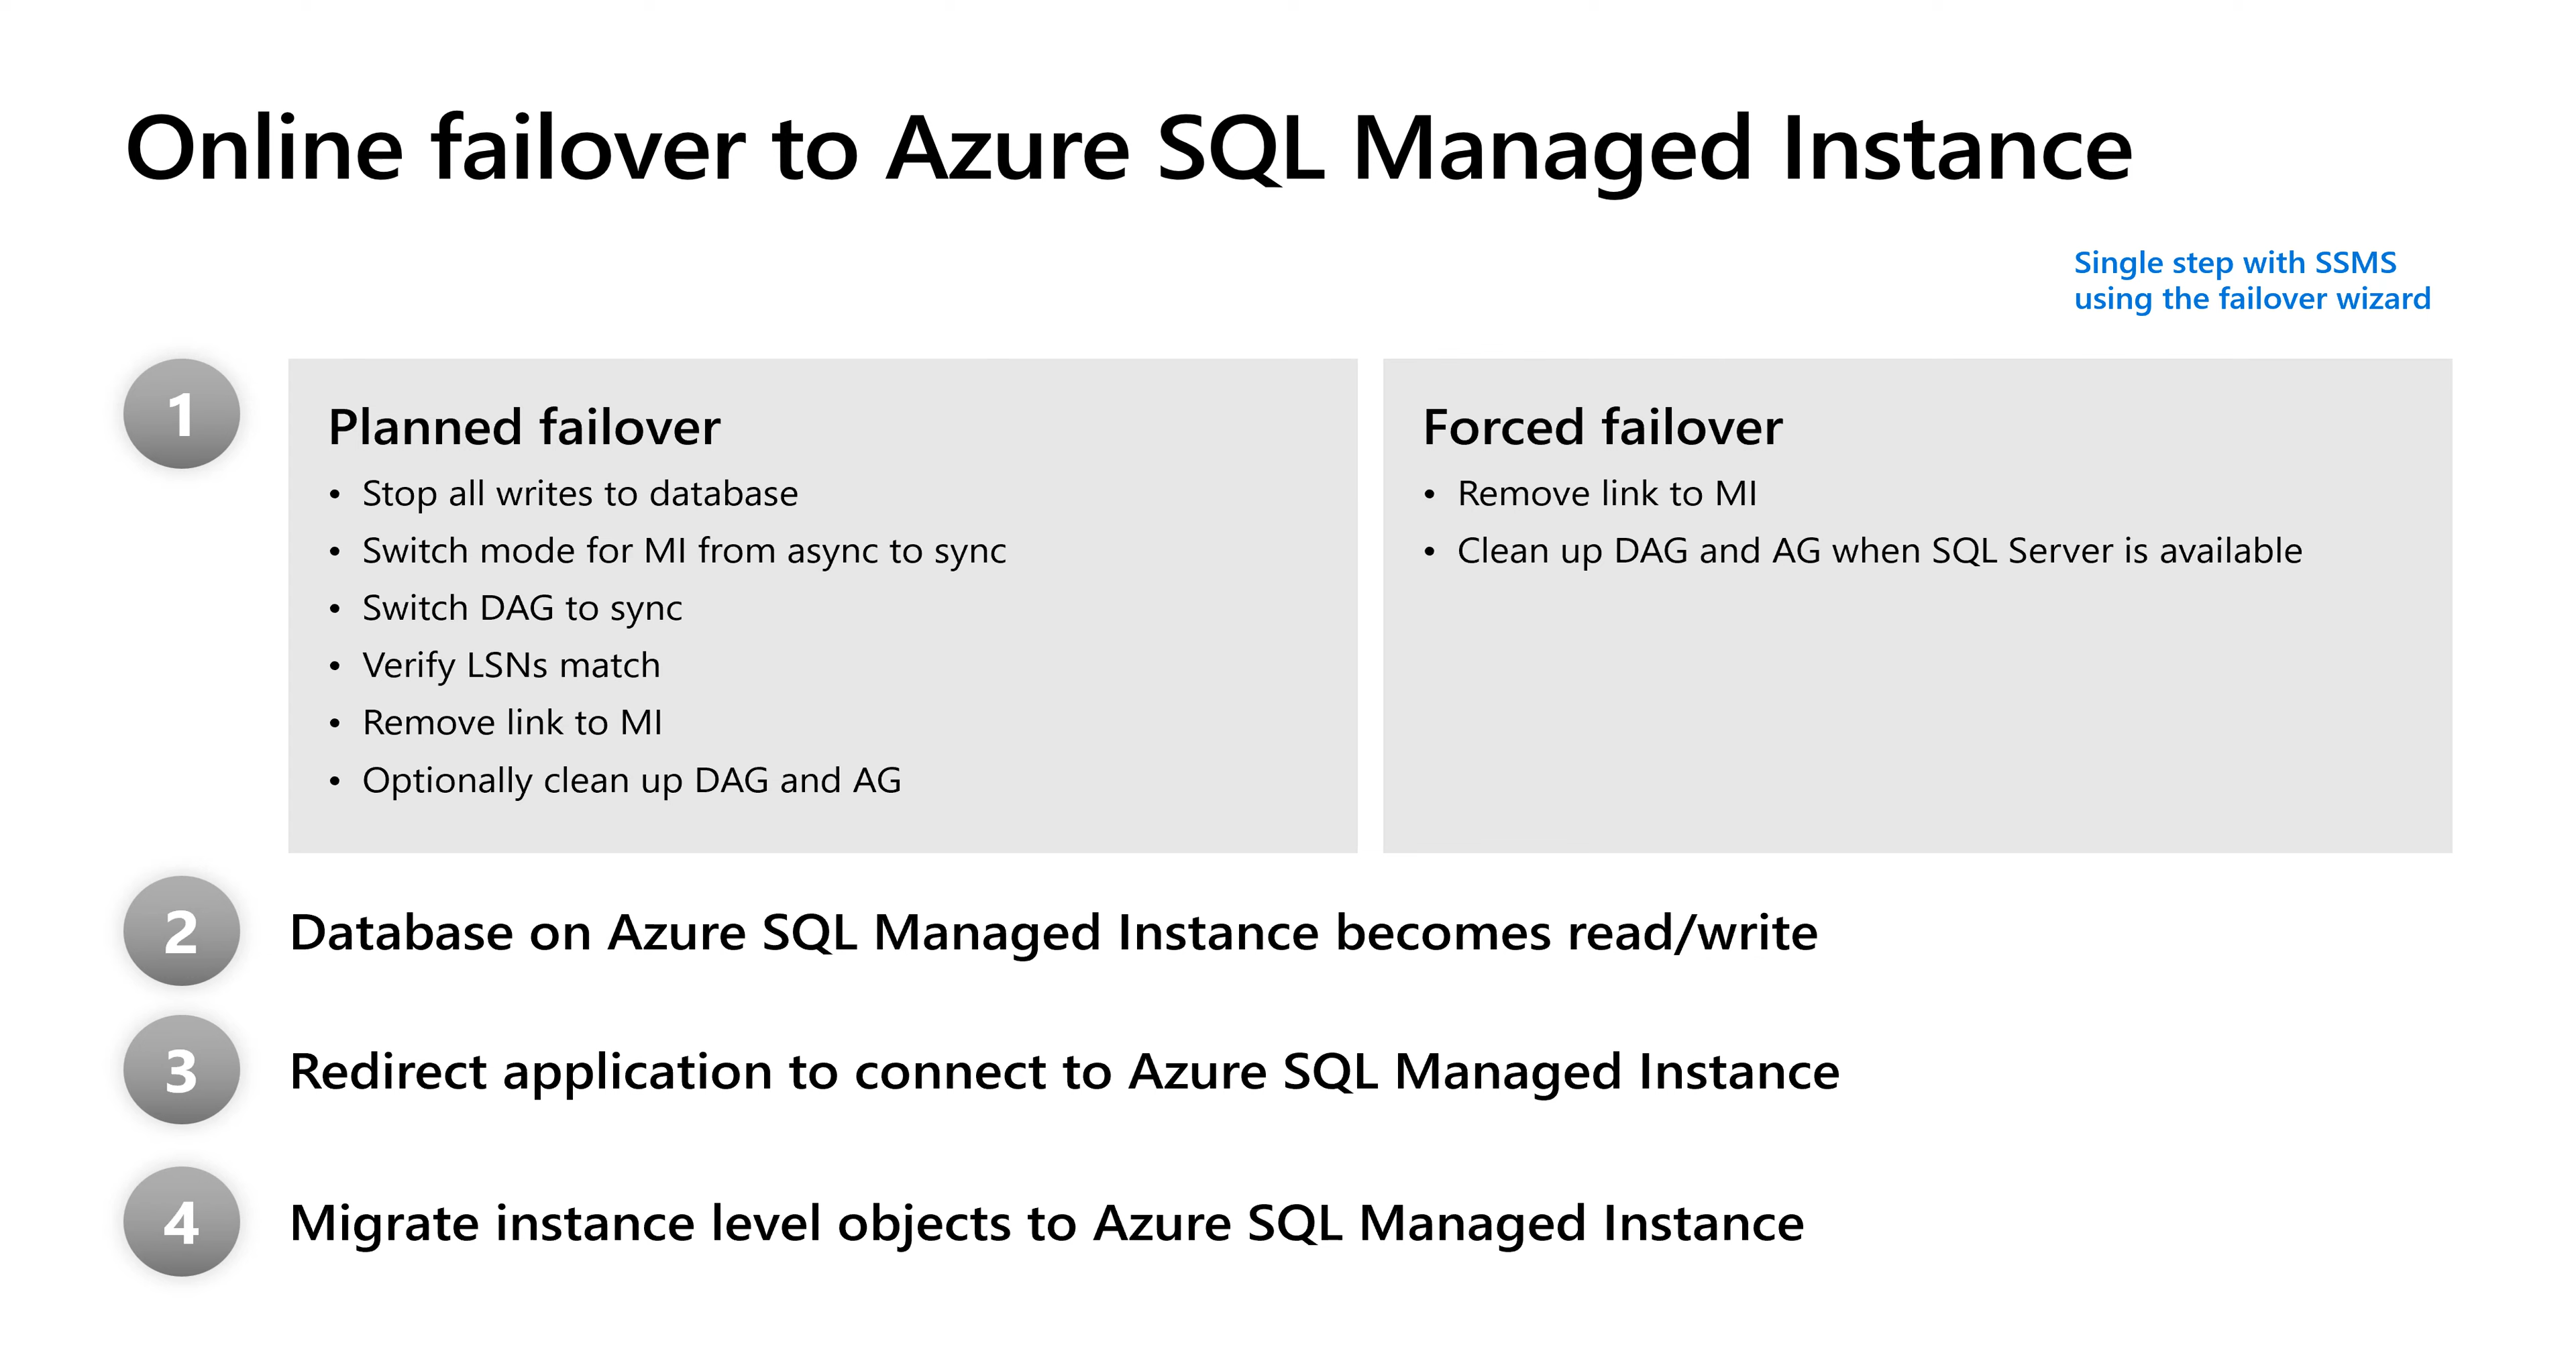 Online failover to Azure SQL Managed Instance
Single step with SSMS
using the failover wizard
1
Planned failover
• Stop all writes to database
• Switch mode for MI from async to sync
• Switch DAG to sync
• Verify LSNs match
• Remove link to MI
• Optionally clean up DAG and AG
Forced failover
• Remove link to MI
• Clean up DAG and AG when SQL Server is available
2
Database on Azure SQL Managed Instance becomes read/write
3
Redirect application to connect to Azure SQL Managed Instance
4
Migrate instance level objects to Azure SQL Managed Instance